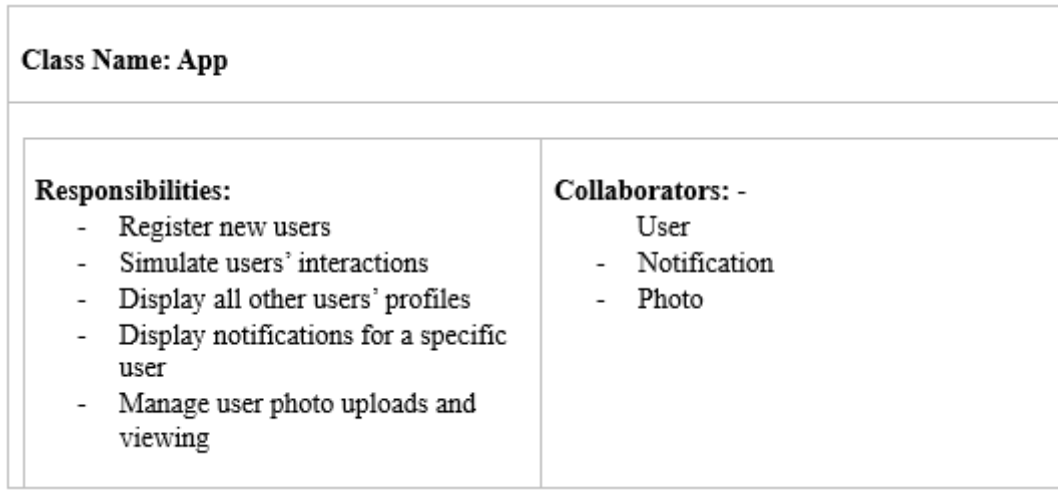 Class Name: App
Responsibilities:
- Register new users
- Simulate users’ interactions
- Display all other users’ profiles
- Display notifications for a specific
user
- Manage user photo uploads and
viewing
Collaborators: -
User
- Notification
- Photo